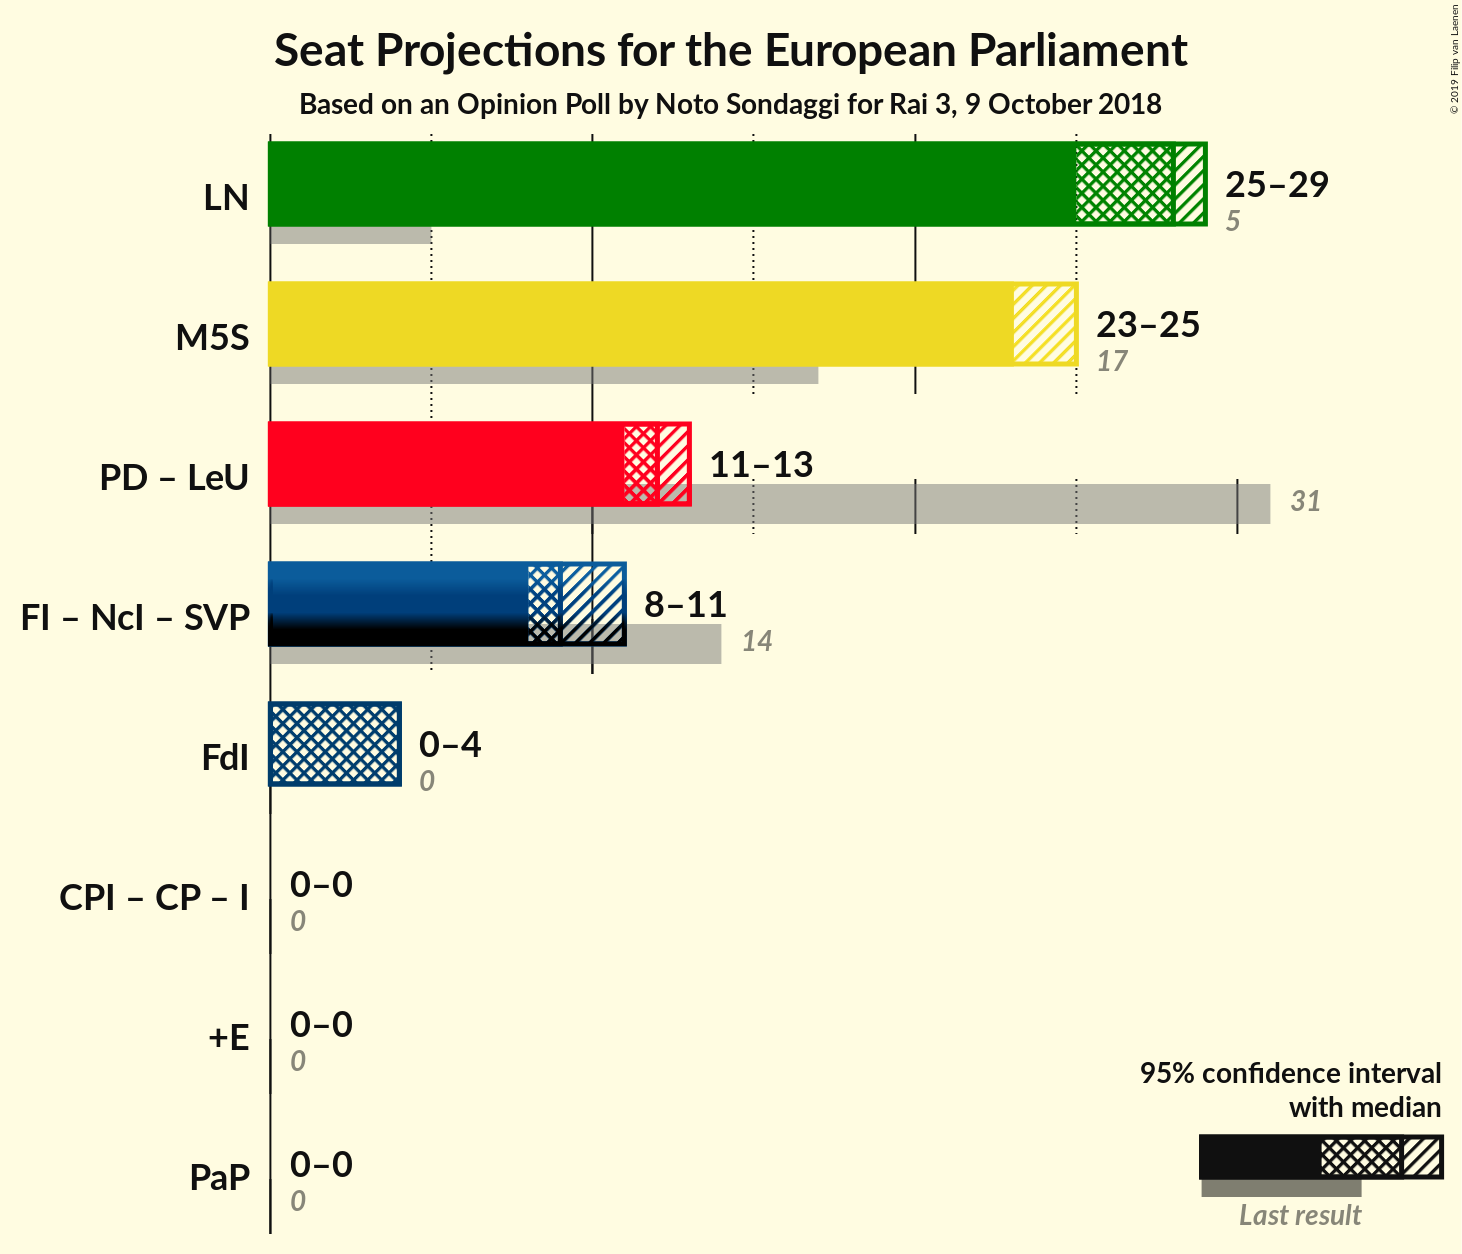 Seat Projections for the European Parliament
Based on an Opinion Poll by Noto Sondaggi for Rai 3, 9 October 2018
© 2019 Filip van Laenen
LN
25–29
5
M5S
23–25
17
PD – LeU
11–13
31
FI – NcI – SVP
8–11
14
FdI
0–4
0
CPI – CP – I
0–0
0
+E
0–0
0
PaP
0–0
0
95% confidence interval
with median
Last result